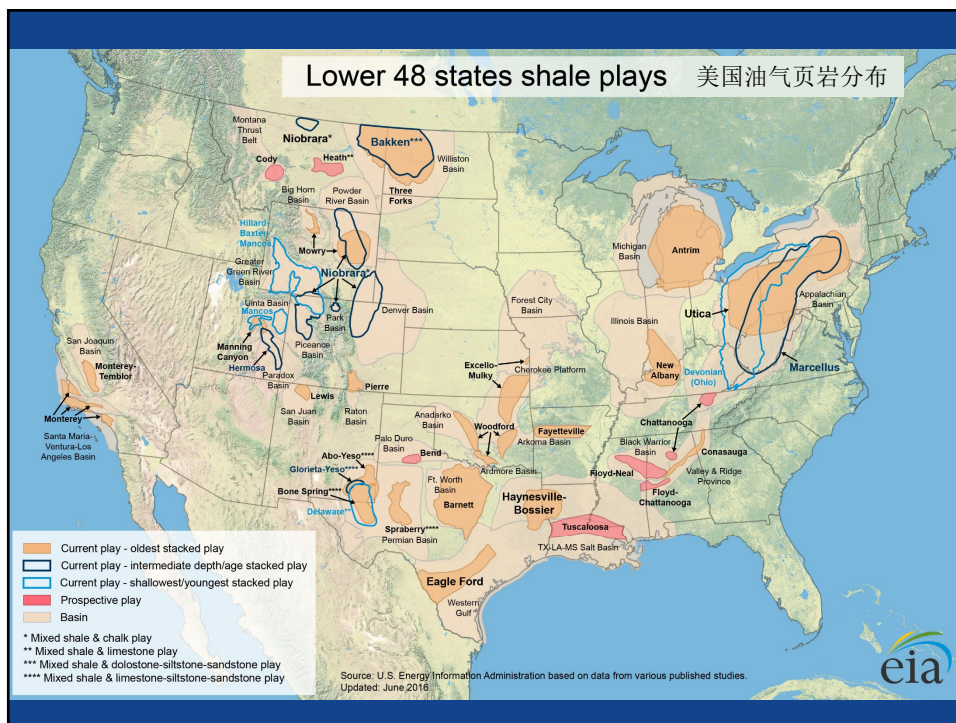 Lower 48 states shale plays 美国油气页岩分布
Montana
Thrust
Belt
Niobrara*
Bakken***
Cody
Heath**
Williston
Basin
Big Horn
Basin
Powder
River Basin
Three
Forks
Hillard-
Baxter-
Mancos
Mowry
Greater
Green River
Basin
Niobrara*
Michigan
Basin
Antrim
Uinta Basin
Mancos
Park
Basin
Denver Basin
Forest City
Basin
Illinois Basin
Utica
Appalachian
Basin
San Joaquin
Basin
Manning
Canyon
Hermosa
Piceance
Basin
Monterey-
Temblor
Paradox
Basin
Pierre
Lewis
Excello-
Mulky
Cherokee Platform
New
Albany
Devonian
(Ohio)
Marcellus
Monterey
San Juan
Basin
Raton
Basin
Anadarko
Basin
Woodford
Fayetteville
Arkoma Basin
Chattanooga
Santa Maria-
Ventura-Los
Angeles Basin
Palo Duro
Basin
Bend
Black Warrior
Basin
Conasauga
Abo-Yeso****
Glorieta-Yeso****
Ardmore Basin
Floyd-Neal
Valley & Ridge
Province
Bone Spring****
Delaware**
Ft. Worth
Basin
Barnett
Haynesville-
Bossier
Floyd-
Chattanooga
Spraberry****
Permian Basin
Tuscaloosa
TX-LA-MS Salt Basin
Eagle Ford
Western
Gulf
Current play - oldest stacked play
Current play - intermediate depth/age stacked play
Current play - shallowest/youngest stacked play
Prospective play
Basin
* Mixed shale & chalk play
** Mixed shale & limestone play
*** Mixed shale & dolostone-siltstone-sandstone play
**** Mixed shale & limestone-siltstone-sandstone play
Source: U.S. Energy Information Administration based on data from various published studies.
Updated: June 2016
eia